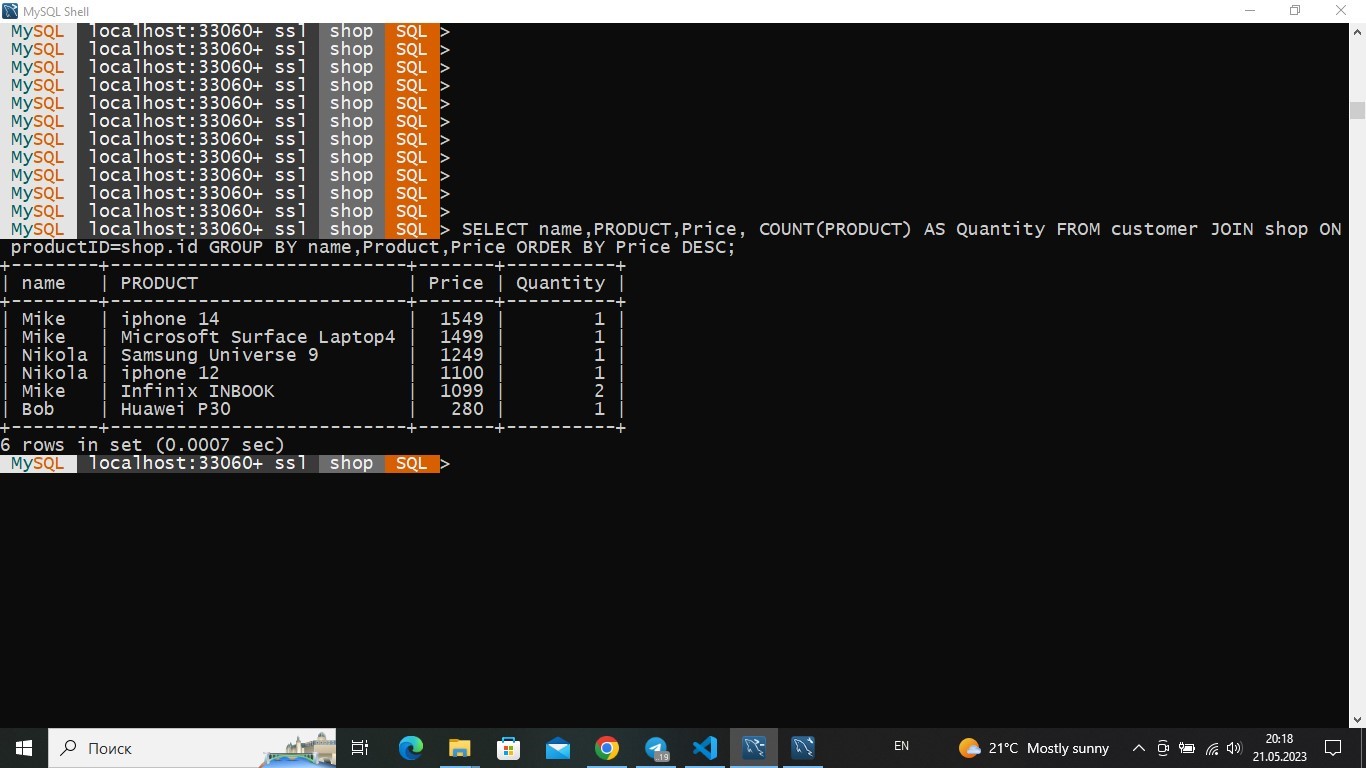 MySQL Shell
MySQL localhost:33060+ ssl shop SQL >
MySQL localhost:33060+ ssl shop SQL >
MySQL localhost:33060+ ssl shop SQL >
MySQL localhost:33060+ ssl shop SQL >
MySQL localhost:33060+ ssl shop SQL >
MySQL localhost:33060+ ssl shop SQL >
MySQL localhost:33060+ ssl shop SQL >
MySQL localhost:33060+ ssl shop SQL >
MySQL localhost:33060+ ssl shop SQL >
MySQL localhost:33060+ ssl shop SQL >
MySQL localhost:33060+ ssl shop SQL >
MySQL localhost:33060+ ssl shop SQL > SELECT name,PRODUCT,Price, COUNT(PRODUCT) AS Quantity FROM customer JOIN shop ON
productID=shop.id GROUP BY name,Product,Price ORDER BY Price DESC;
+--------+---------------------------+-------+----------+
| name | PRODUCT | Price | Quantity |
+--------+---------------------------+-------+----------+
| Mike | iphone 14 | 1549 | 1 |
| Mike | Microsoft Surface Laptop4 | 1499 | 1 |
| Nikola | Samsung Universe 9 | 1249 | 1 |
| Nikola | iphone 12 | 1100 | 1 |
| Mike | Infinix INBOOK | 1099 | 2 |
| Bob | Huawei P30 | 280 | 1 |
+--------+---------------------------+-------+----------+
6 rows in set (0.0007 sec)
MySQL localhost:33060+ ssl shop SQL >
Поиск
.19
EN
21°C Mostly sunny
20:18
21.05.2023